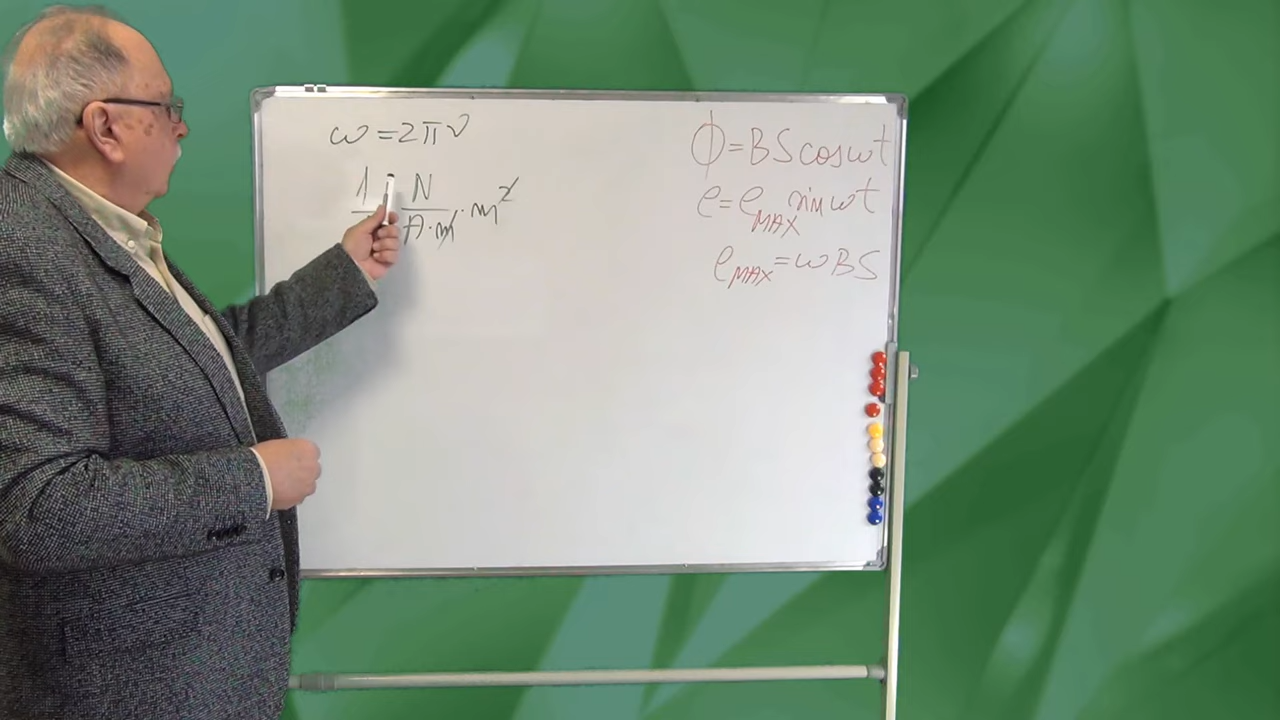 ω = 2πν
1 N
A·m · m²
ϕ = BS cos ωt
e = e_MAX sin ωt
e_MAX = ωBS